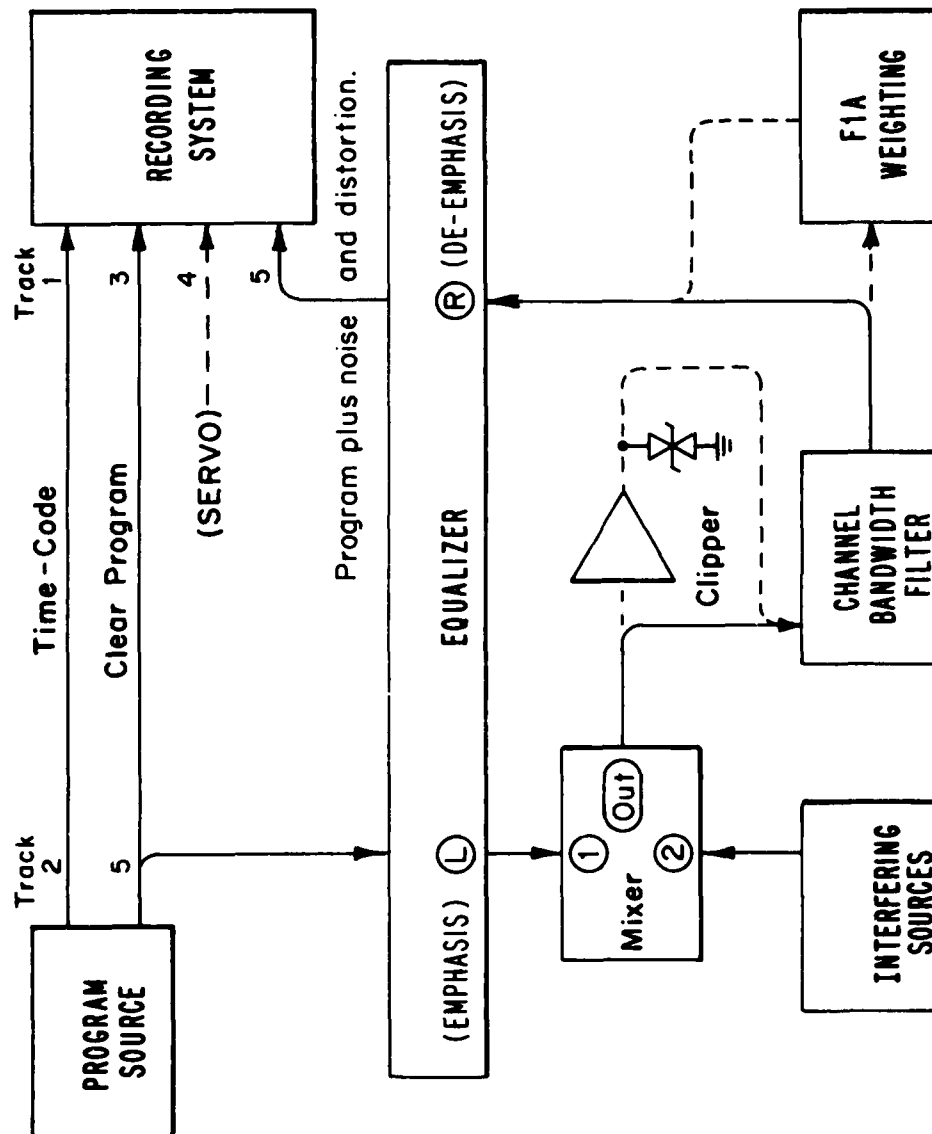 PROGRAM
SOURCE
Track
2
5
Time-Code
Clear Program
(SERVO)
Track
1
3
4
5
RECORDING
SYSTEM
Program plus noise and distortion.
(EMPHASIS)
L
EQUALIZER
R
(DE-EMPHASIS)
Mixer
1
2
Out
Clipper
INTERFERING
SOURCES
CHANNEL
BANDWIDTH
FILTER
F1A
WEIGHTING